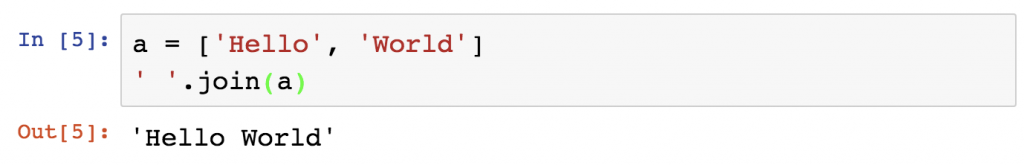 In [5]: a = ['Hello', 'World']
' '.join(a)
Out[5]: 'Hello World'